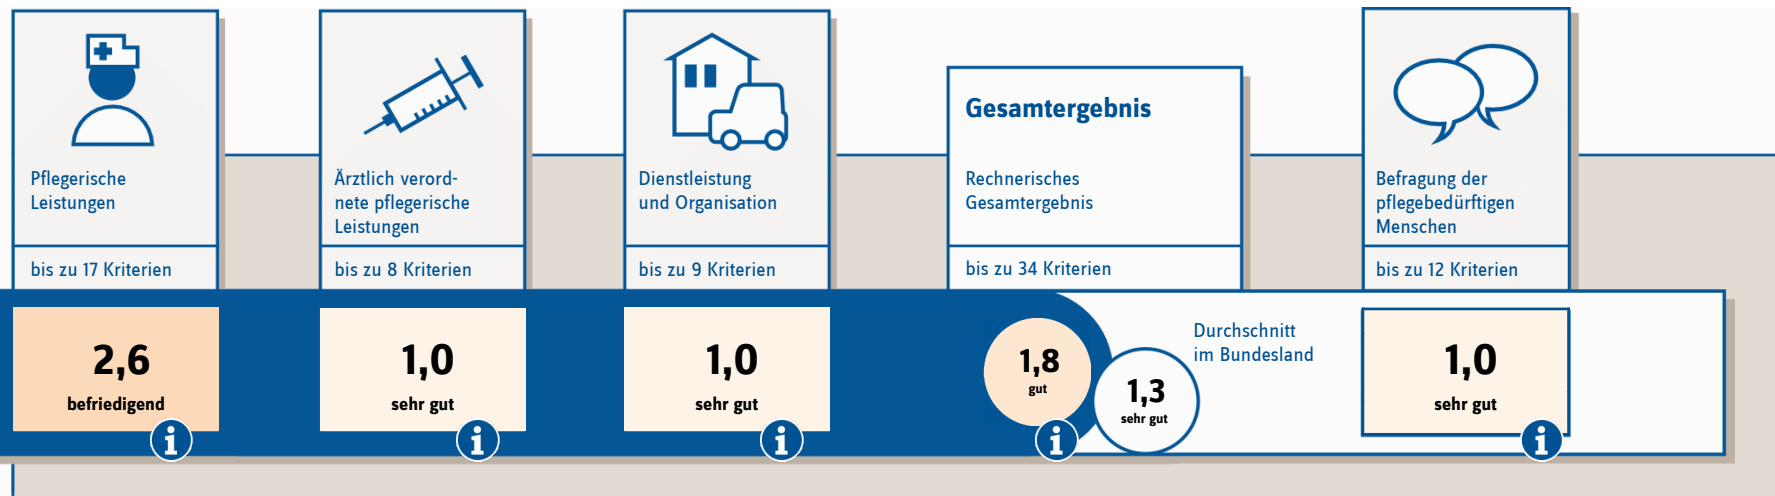 Pflegerische
Leistungen
bis zu 17 Kriterien
2,6
befriedigend
i
Ärztlich verord-
nete pflegerische
Leistungen
bis zu 8 Kriterien
1,0
sehr gut
i
Dienstleistung
und Organisation
bis zu 9 Kriterien
1,0
sehr gut
i
Gesamtergebnis
Rechnerisches
Gesamtergebnis
bis zu 34 Kriterien
1,8
gut
i
1,3
sehr gut
Durchschnitt
im Bundesland
Befragung der
pflegebedürftigen
Menschen
bis zu 12 Kriterien
1,0
sehr gut
i